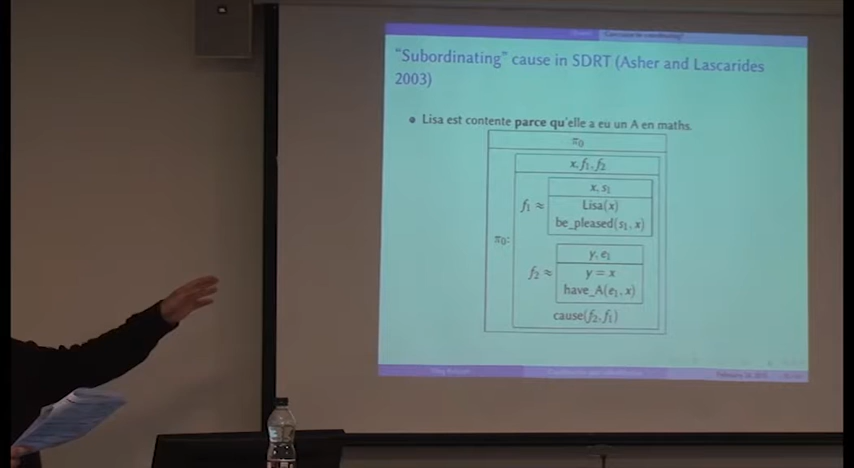 "Subordinating" cause in SDRT (Asher and Lascarides
2003)
Lisa est contente parce qu'elle a eu un A en maths.
π₀
x, f₁, f₂
x, s₁
f₁ ≈
Lisa(x)
be_pleased(s₁, x)
π₀:
y, e₁
f₂ ≈
y = x
have_A(e₁, x)
cause(f₂, f₁)